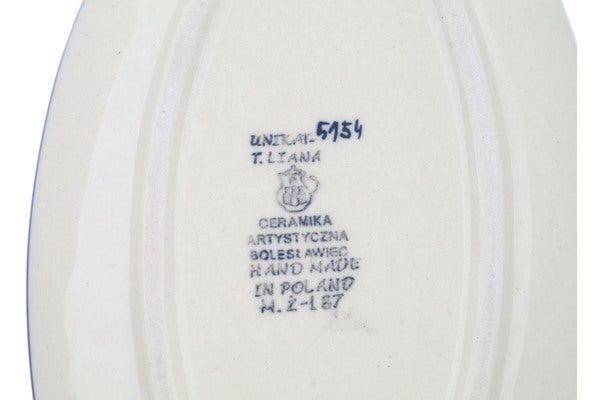 UNIKAT-5154
T. LIANA
CERAMIKA
ARTYSTYCZNA
BOLESŁAWIEC
HAND MADE
IN POLAND
M.Ż-187